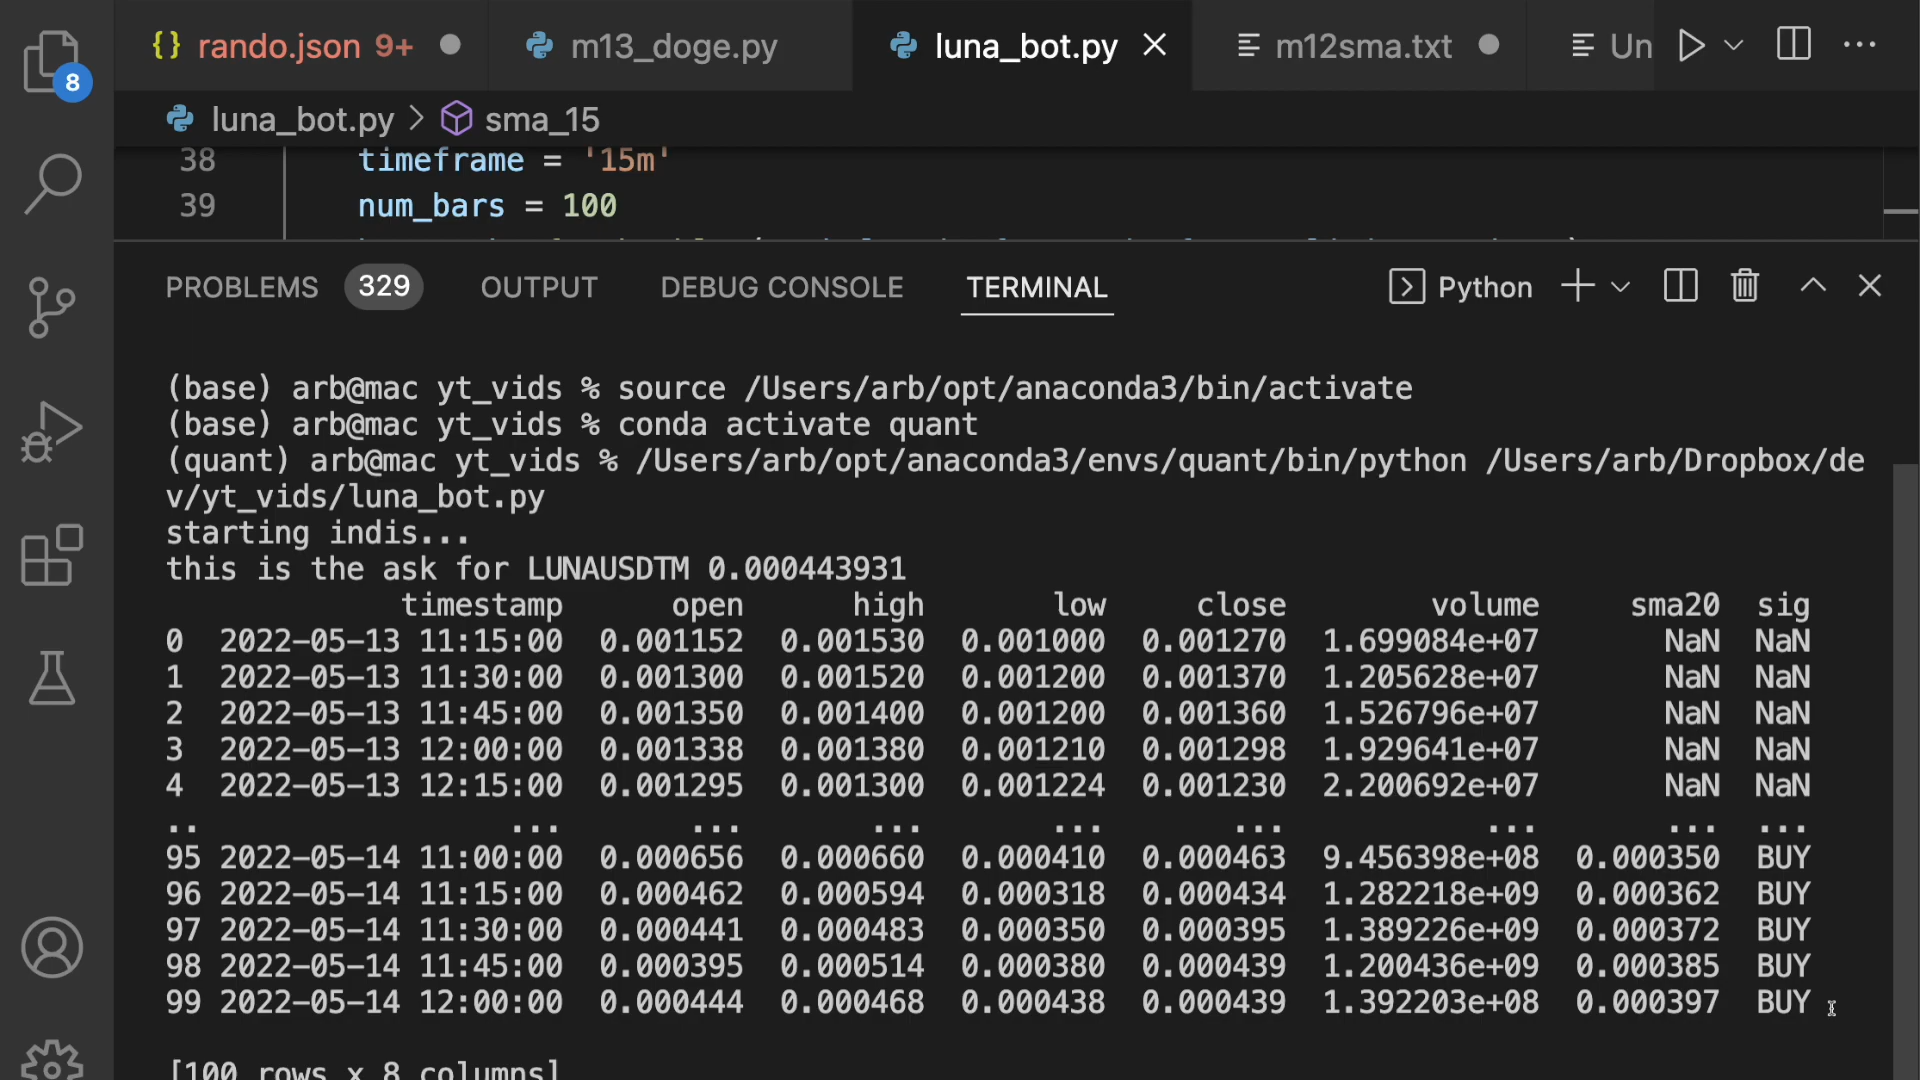 {} rando.json 9+
m13_doge.py
luna_bot.py
m12sma.txt
Un
8
luna_bot.py > sma_15
38 timeframe = '15m'
39 num_bars = 100
PROBLEMS 329 OUTPUT DEBUG CONSOLE TERMINAL Python
(base) arb@mac yt_vids % source /Users/arb/opt/anaconda3/bin/activate
(base) arb@mac yt_vids % conda activate quant
(quant) arb@mac yt_vids % /Users/arb/opt/anaconda3/envs/quant/bin/python /Users/arb/Dropbox/de
v/yt_vids/luna_bot.py
starting indis...
this is the ask for LUNAUSDTM 0.000443931
timestamp open high low close volume sma20 sig
0 2022-05-13 11:15:00 0.001152 0.001530 0.001000 0.001270 1.699084e+07 NaN NaN
1 2022-05-13 11:30:00 0.001300 0.001520 0.001200 0.001370 1.205628e+07 NaN NaN
2 2022-05-13 11:45:00 0.001350 0.001400 0.001200 0.001360 1.526796e+07 NaN NaN
3 2022-05-13 12:00:00 0.001338 0.001380 0.001210 0.001298 1.929641e+07 NaN NaN
4 2022-05-13 12:15:00 0.001295 0.001300 0.001224 0.001230 2.200692e+07 NaN NaN
.. ... ... ... ... ... ... ... ...
95 2022-05-14 11:00:00 0.000656 0.000660 0.000410 0.000463 9.456398e+08 0.000350 BUY
96 2022-05-14 11:15:00 0.000462 0.000594 0.000318 0.000434 1.282218e+09 0.000362 BUY
97 2022-05-14 11:30:00 0.000441 0.000483 0.000350 0.000395 1.389226e+09 0.000372 BUY
98 2022-05-14 11:45:00 0.000395 0.000514 0.000380 0.000439 1.200436e+09 0.000385 BUY
99 2022-05-14 12:00:00 0.000444 0.000468 0.000438 0.000439 1.392203e+08 0.000397 BUY
[100 rows x 8 columns]